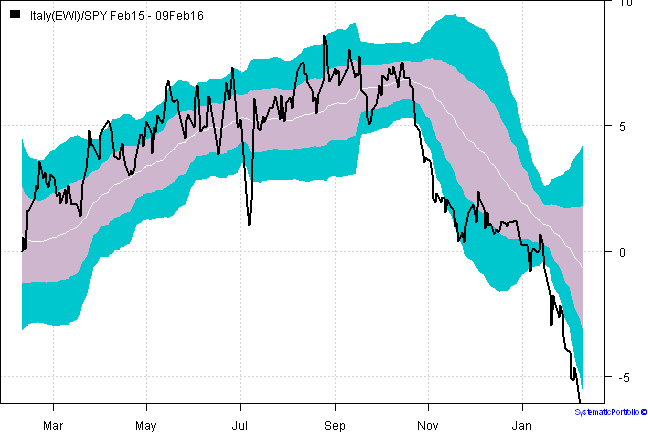 10
Italy(EWI)/SPY Feb15 - 09Feb16
5
0
-5
Mar May Jul Sep Nov Jan
SystematicPortfolio ©